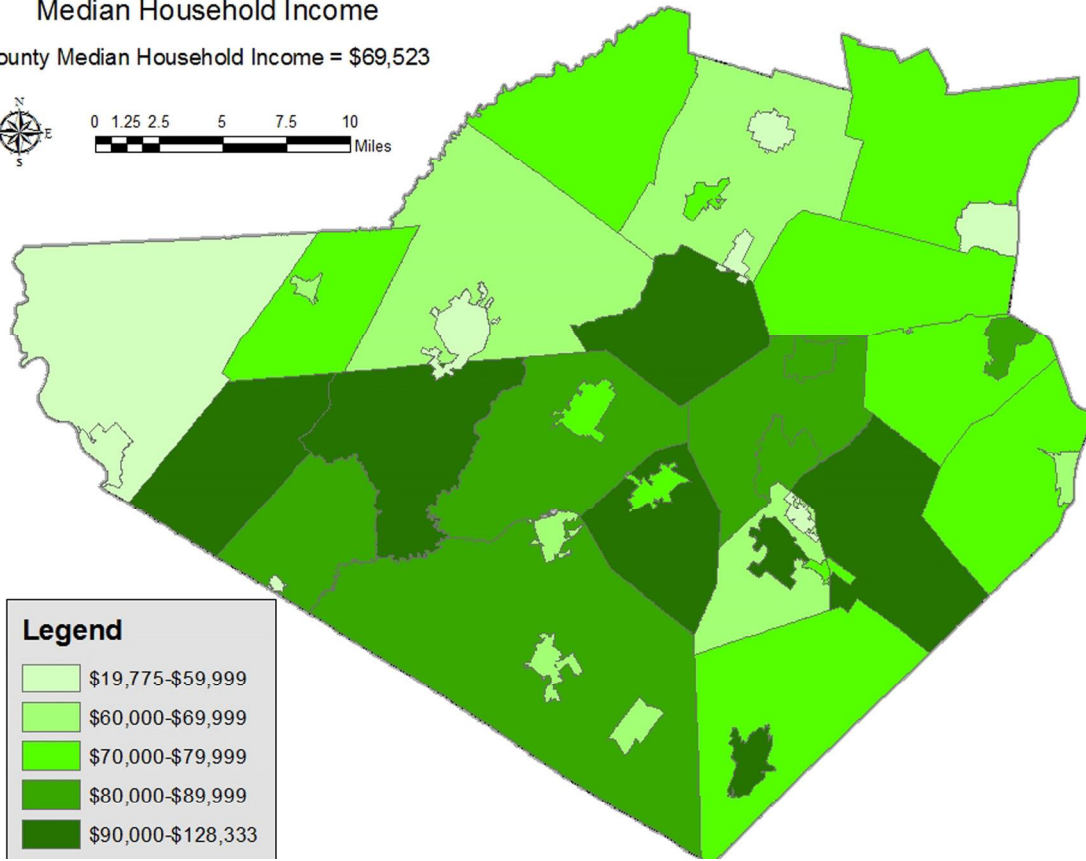 Median Household Income
ounty Median Household Income = $69,523
N
E
S
0 1.25 2.5 5 7.5 10
Miles
Legend
$19,775-$59,999
$60,000-$69,999
$70,000-$79,999
$80,000-$89,999
$90,000-$128,333